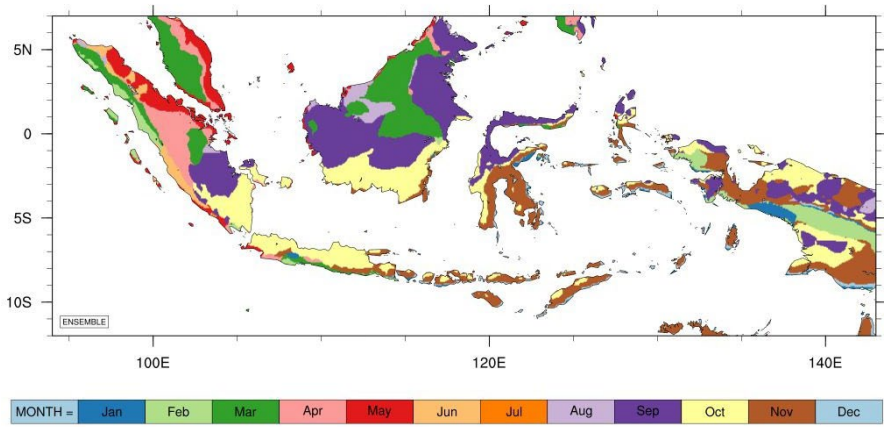 5N
0
5S
10S
ENSEMBLE
100E 120E 140E
MONTH = Jan Feb Mar Apr May Jun Jul Aug Sep Oct Nov Dec